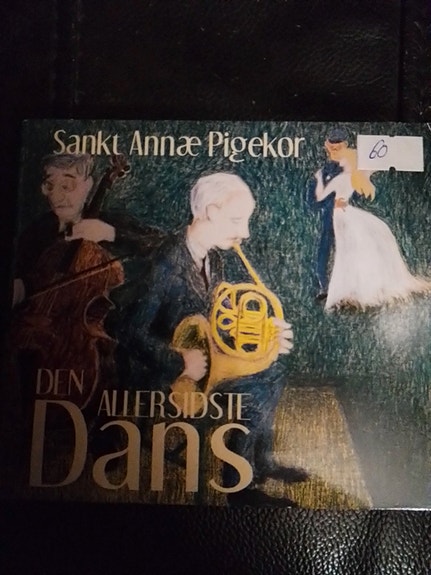 Sankt Annæ Pigekor
60
DEN
ALLERSIDSTE
Dans